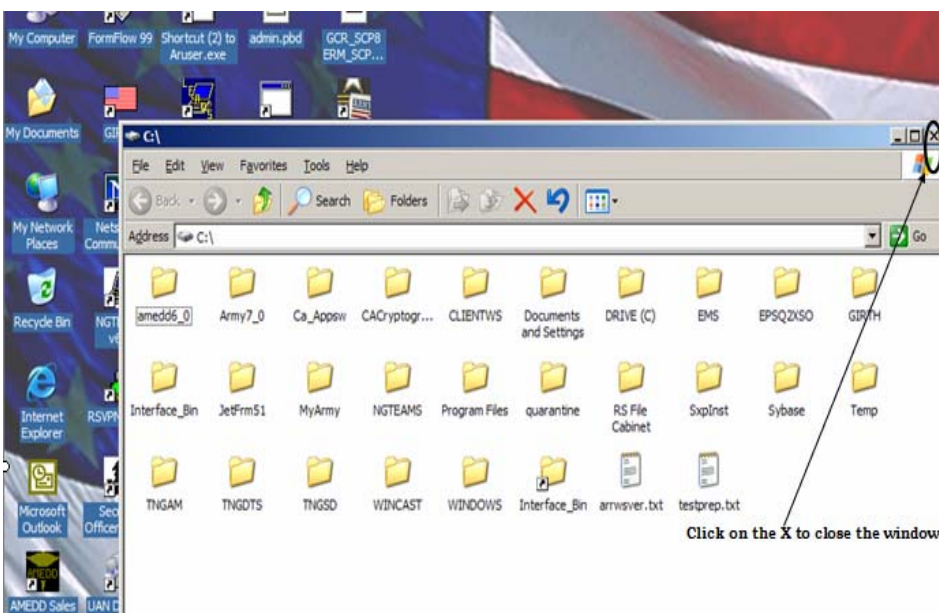 My Computer
FormFlow 99
Shortcut (2) to
Aruser.exe
admin.pbd
GCR_SCP8
ERM_SCP...
My Documents
My Network
Places
Recycle Bin
Internet
Explorer
Microsoft
Outlook
AMEDD Sales
C:\
File Edit View Favorites Tools Help
Back Search Folders
Address C:\ Go
amedd6_0 Army7_0 Ca_Appsw CACryptogr... CLIENTWS Documents
and Settings DRIVE (C) EMS EPSQ2XSO GIRTH
Interface_Bin JetFrm51 MyArmy NGTEAMS Program Files quarantine RS File
Cabinet SxpInst Sybase Temp
TNGAM TNGDTS TNGSD WINCAST WINDOWS Interface_Bin arrwsver.txt testprep.txt
Click on the X to close the window